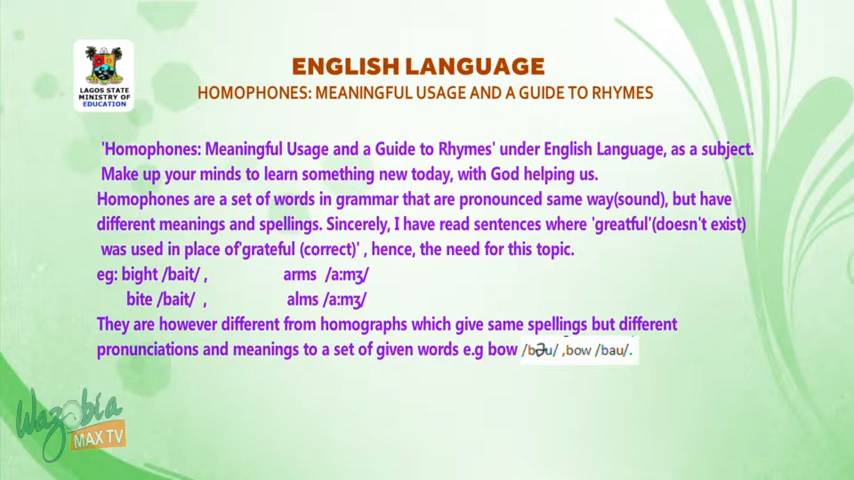 LAGOS STATE
MINISTRY OF
EDUCATION
ENGLISH LANGUAGE
HOMOPHONES: MEANINGFUL USAGE AND A GUIDE TO RHYMES
'Homophones: Meaningful Usage and a Guide to Rhymes' under English Language, as a subject.
Make up your minds to learn something new today, with God helping us.
Homophones are a set of words in grammar that are pronounced same way(sound), but have
different meanings and spellings. Sincerely, I have read sentences where 'greatful'(doesn't exist)
was used in place of'grateful (correct)' , hence, the need for this topic.
eg: bight /bait/ , arms /a:mʒ/
bite /bait/ , alms /a:mʒ/
They are however different from homographs which give same spellings but different
pronunciations and meanings to a set of given words e.g bow /bəu/ ,bow /bau/.
Wazobia
MAX TV